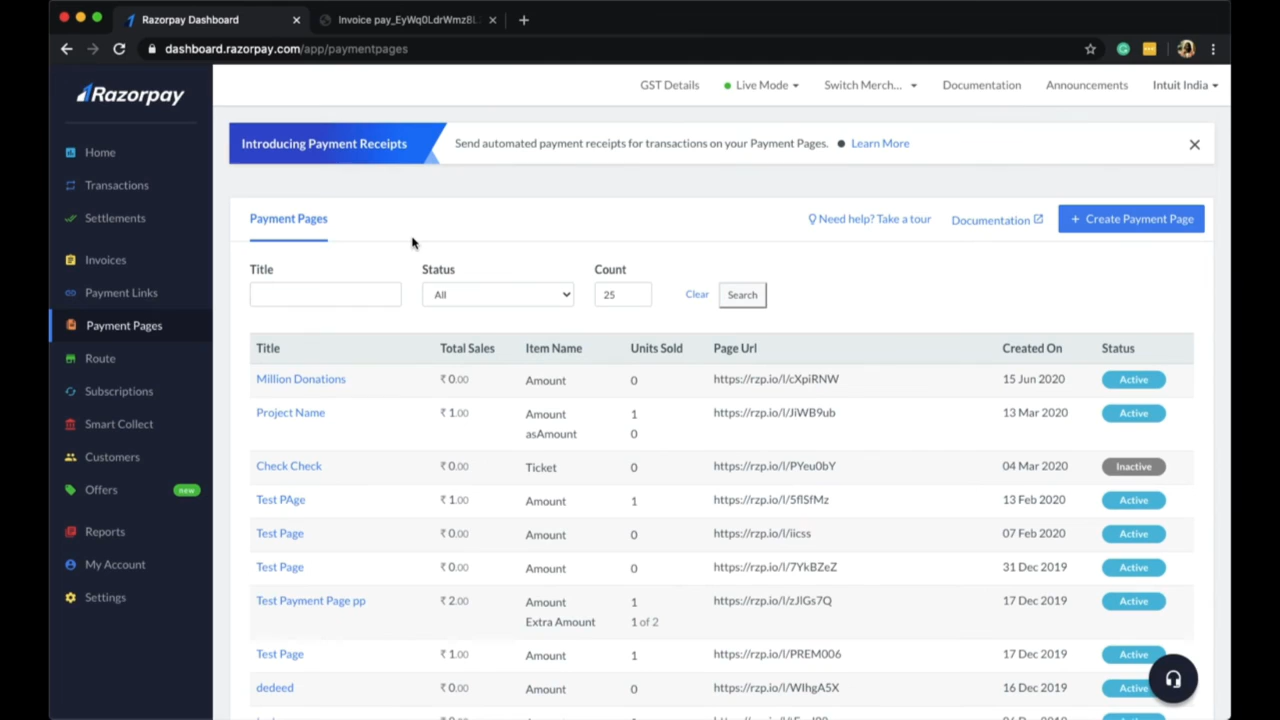 Razorpay Dashboard
Invoice pay_EyWq0LdrWmzBL
dashboard.razorpay.com/app/paymentpages
Razorpay
GST Details
Live Mode
Switch Merch...
Documentation
Announcements
Intuit India
Home
Transactions
Settlements
Invoices
Payment Links
Payment Pages
Route
Subscriptions
Smart Collect
Customers
Offers new
Reports
My Account
Settings
Introducing Payment Receipts
Send automated payment receipts for transactions on your Payment Pages. ● Learn More
Payment Pages
Need help? Take a tour
Documentation
+ Create Payment Page
Title Status Count
All 25 Clear Search
Title Total Sales Item Name Units Sold Page Url Created On Status
Million Donations ₹ 0.00 Amount 0 https://rzp.io/l/cXpiRNW 15 Jun 2020 Active
Project Name ₹ 1.00 Amount 1 https://rzp.io/l/JiWB9ub 13 Mar 2020 Active
asAmount 0
Check Check ₹ 0.00 Ticket 0 https://rzp.io/l/PYeu0bY 04 Mar 2020 Inactive
Test PAge ₹ 1.00 Amount 1 https://rzp.io/l/5flSfMz 13 Feb 2020 Active
Test Page ₹ 0.00 Amount 0 https://rzp.io/l/iicss 07 Feb 2020 Active
Test Page ₹ 0.00 Amount 0 https://rzp.io/l/7YkBZeZ 31 Dec 2019 Active
Test Payment Page pp ₹ 2.00 Amount 1 https://rzp.io/l/zJlGs7Q 17 Dec 2019 Active
Extra Amount 1 of 2
Test Page ₹ 1.00 Amount 1 https://rzp.io/l/PREM006 17 Dec 2019 Active
dedeed ₹ 0.00 Amount 0 https://rzp.io/l/WIhgA5X 16 Dec 2019 Active